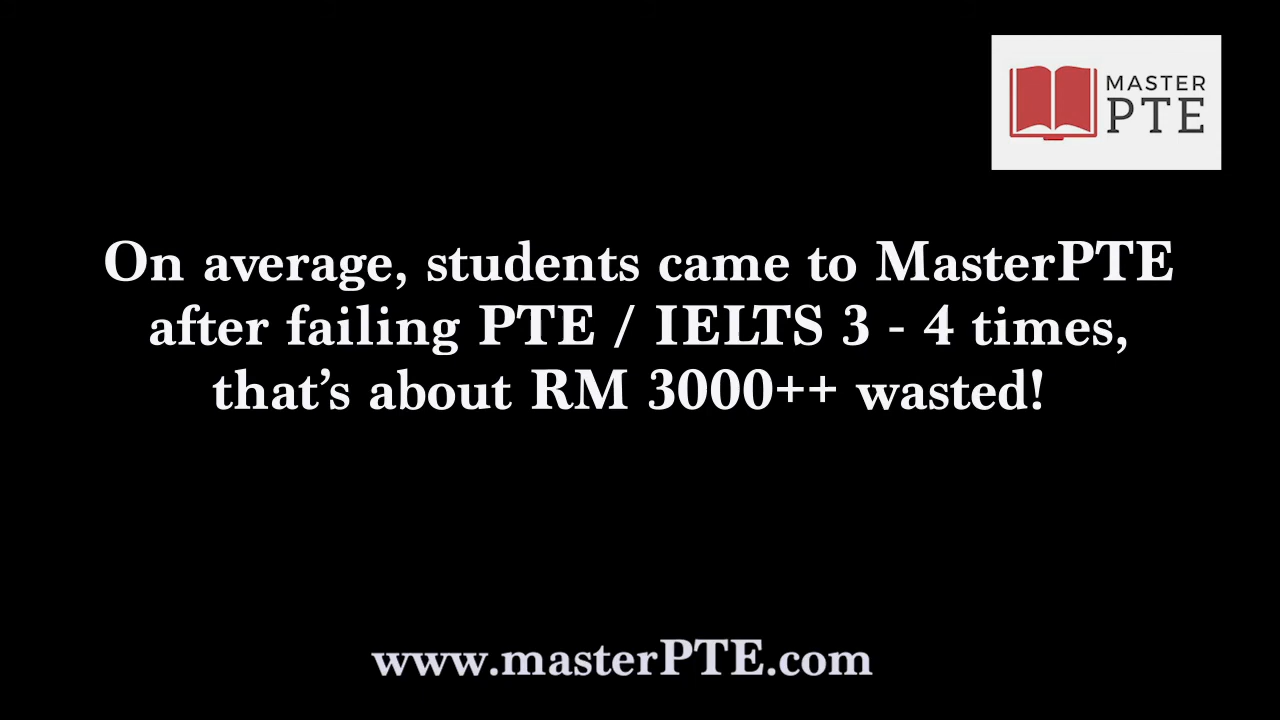 MASTER
PTE
On average, students came to MasterPTE
after failing PTE / IELTS 3 - 4 times,
that’s about RM 3000++ wasted!
www.masterPTE.com